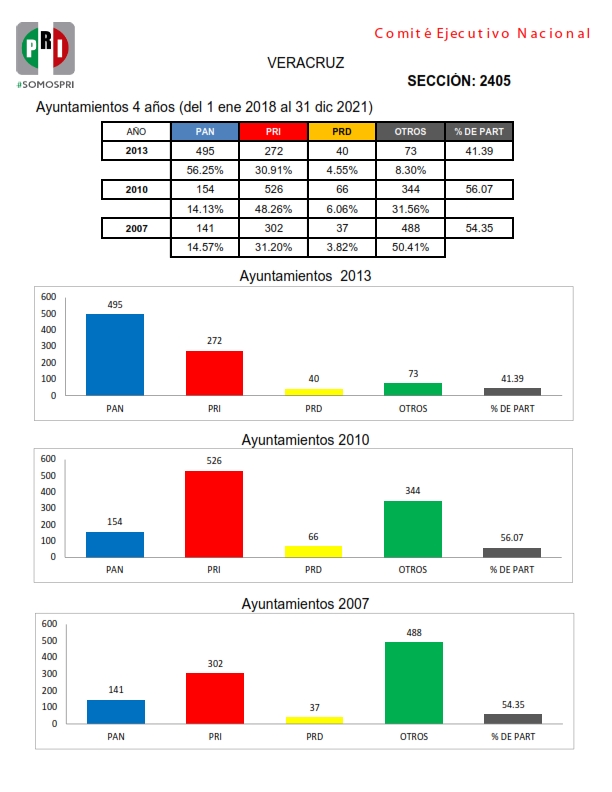 Comité Ejecutivo Nacional
PRI
#SOMOSPRI
VERACRUZ
SECCIÓN: 2405
Ayuntamientos 4 años (del 1 ene 2018 al 31 dic 2021)
AÑO PAN PRI PRD OTROS % DE PART
2013 495 272 40 73 41.39
56.25% 30.91% 4.55% 8.30%
2010 154 526 66 344 56.07
14.13% 48.26% 6.06% 31.56%
2007 141 302 37 488 54.35
14.57% 31.20% 3.82% 50.41%
Ayuntamientos 2013
600
500
400
300
200
100
0
495 272 40 73 41.39
PAN PRI PRD OTROS % DE PART
Ayuntamientos 2010
600
500
400
300
200
100
0
154 526 66 344 56.07
PAN PRI PRD OTROS % DE PART
Ayuntamientos 2007
600
500
400
300
200
100
0
141 302 37 488 54.35
PAN PRI PRD OTROS % DE PART